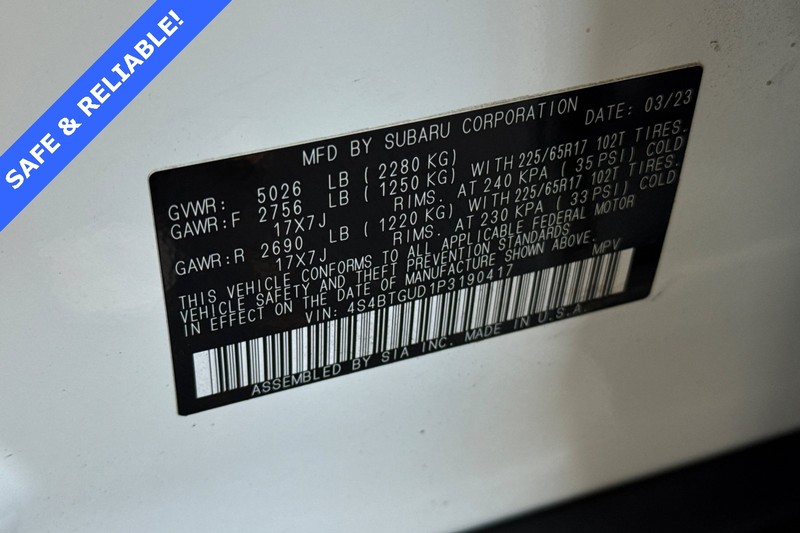 SAFE & RELIABLE!
MFD BY SUBARU CORPORATION DATE: 03/23
GVWR: 5026 LB ( 2280 KG)
GAWR:F 2756 LB ( 1250 KG) WITH 225/65R17 102T TIRES.
17X7J RIMS. AT 240 KPA ( 35 PSI) COLD
GAWR:R 2690 LB ( 1220 KG) WITH 225/65R17 102T TIRES.
17X7J RIMS. AT 230 KPA ( 33 PSI) COLD
THIS VEHICLE CONFORMS TO ALL APPLICABLE FEDERAL MOTOR
VEHICLE SAFETY AND THEFT PREVENTION STANDARDS
IN EFFECT ON THE DATE OF MANUFACTURE SHOWN ABOVE.
VIN: 4S4BTGUD1P3190417 MPV
ASSEMBLED BY SIA INC. MADE IN U.S.A.